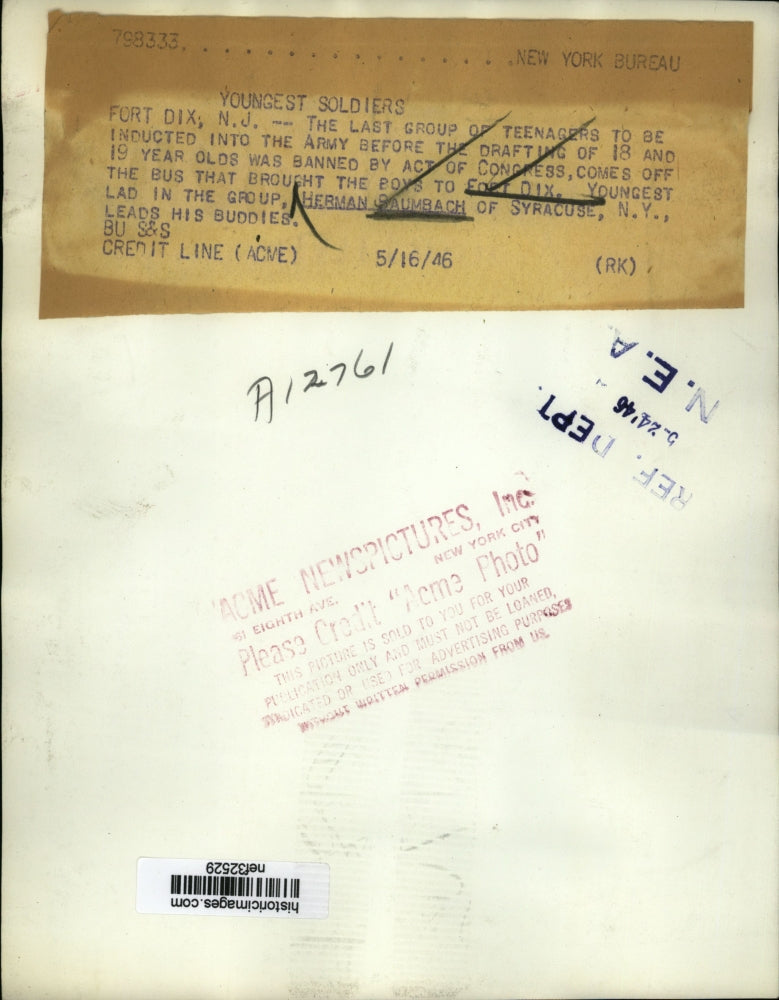 798333. . . . . . . . . . . . . . . . . .NEW YORK BUREAU
YOUNGEST SOLDIERS
FORT DIX, N.J. -- THE LAST GROUP OF TEENAGERS TO BE
INDUCTED INTO THE ARMY BEFORE THE DRAFTING OF 18 AND
19 YEAR OLDS WAS BANNED BY ACT OF CONGRESS, COMES OFF
THE BUS THAT BROUGHT THE BOYS TO FORT DIX. YOUNGEST
LAD IN THE GROUP, HERMAN BAUMBACH OF SYRACUSE, N.Y.,
LEADS HIS BUDDIES.
BU S&S
CREDIT LINE (ACME) 5/16/46 (RK)
A12761
N. E. A.
5-24'46
REF. DEPT.
ACME NEWSPICTURES, Inc.
461 EIGHTH AVE. NEW YORK CITY
Please Credit "Acme Photo"
THIS PICTURE IS SOLD TO YOU FOR YOUR
PUBLICATION ONLY AND MUST NOT BE LOANED,
SYNDICATED OR USED FOR ADVERTISING PURPOSES
WITHOUT WRITTEN PERMISSION FROM US.
historicimages.com
nef32529